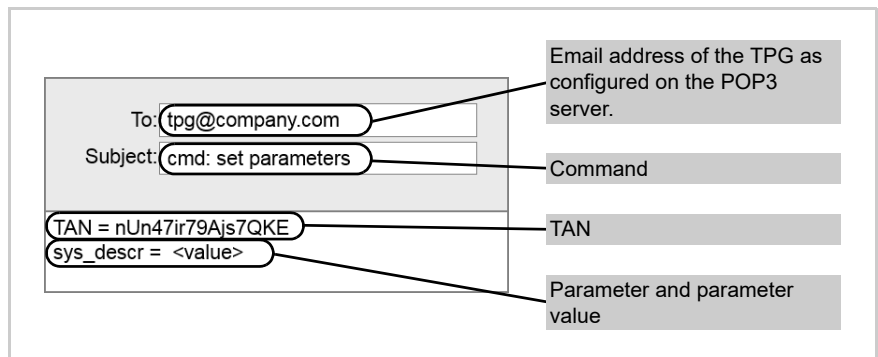 Email address of the TPG as
configured on the POP3
server.
To: tpg@company.com
Subject: cmd: set parameters
Command
TAN = nUn47ir79Ajs7QKE
TAN
sys_descr = <value>
Parameter and parameter
value